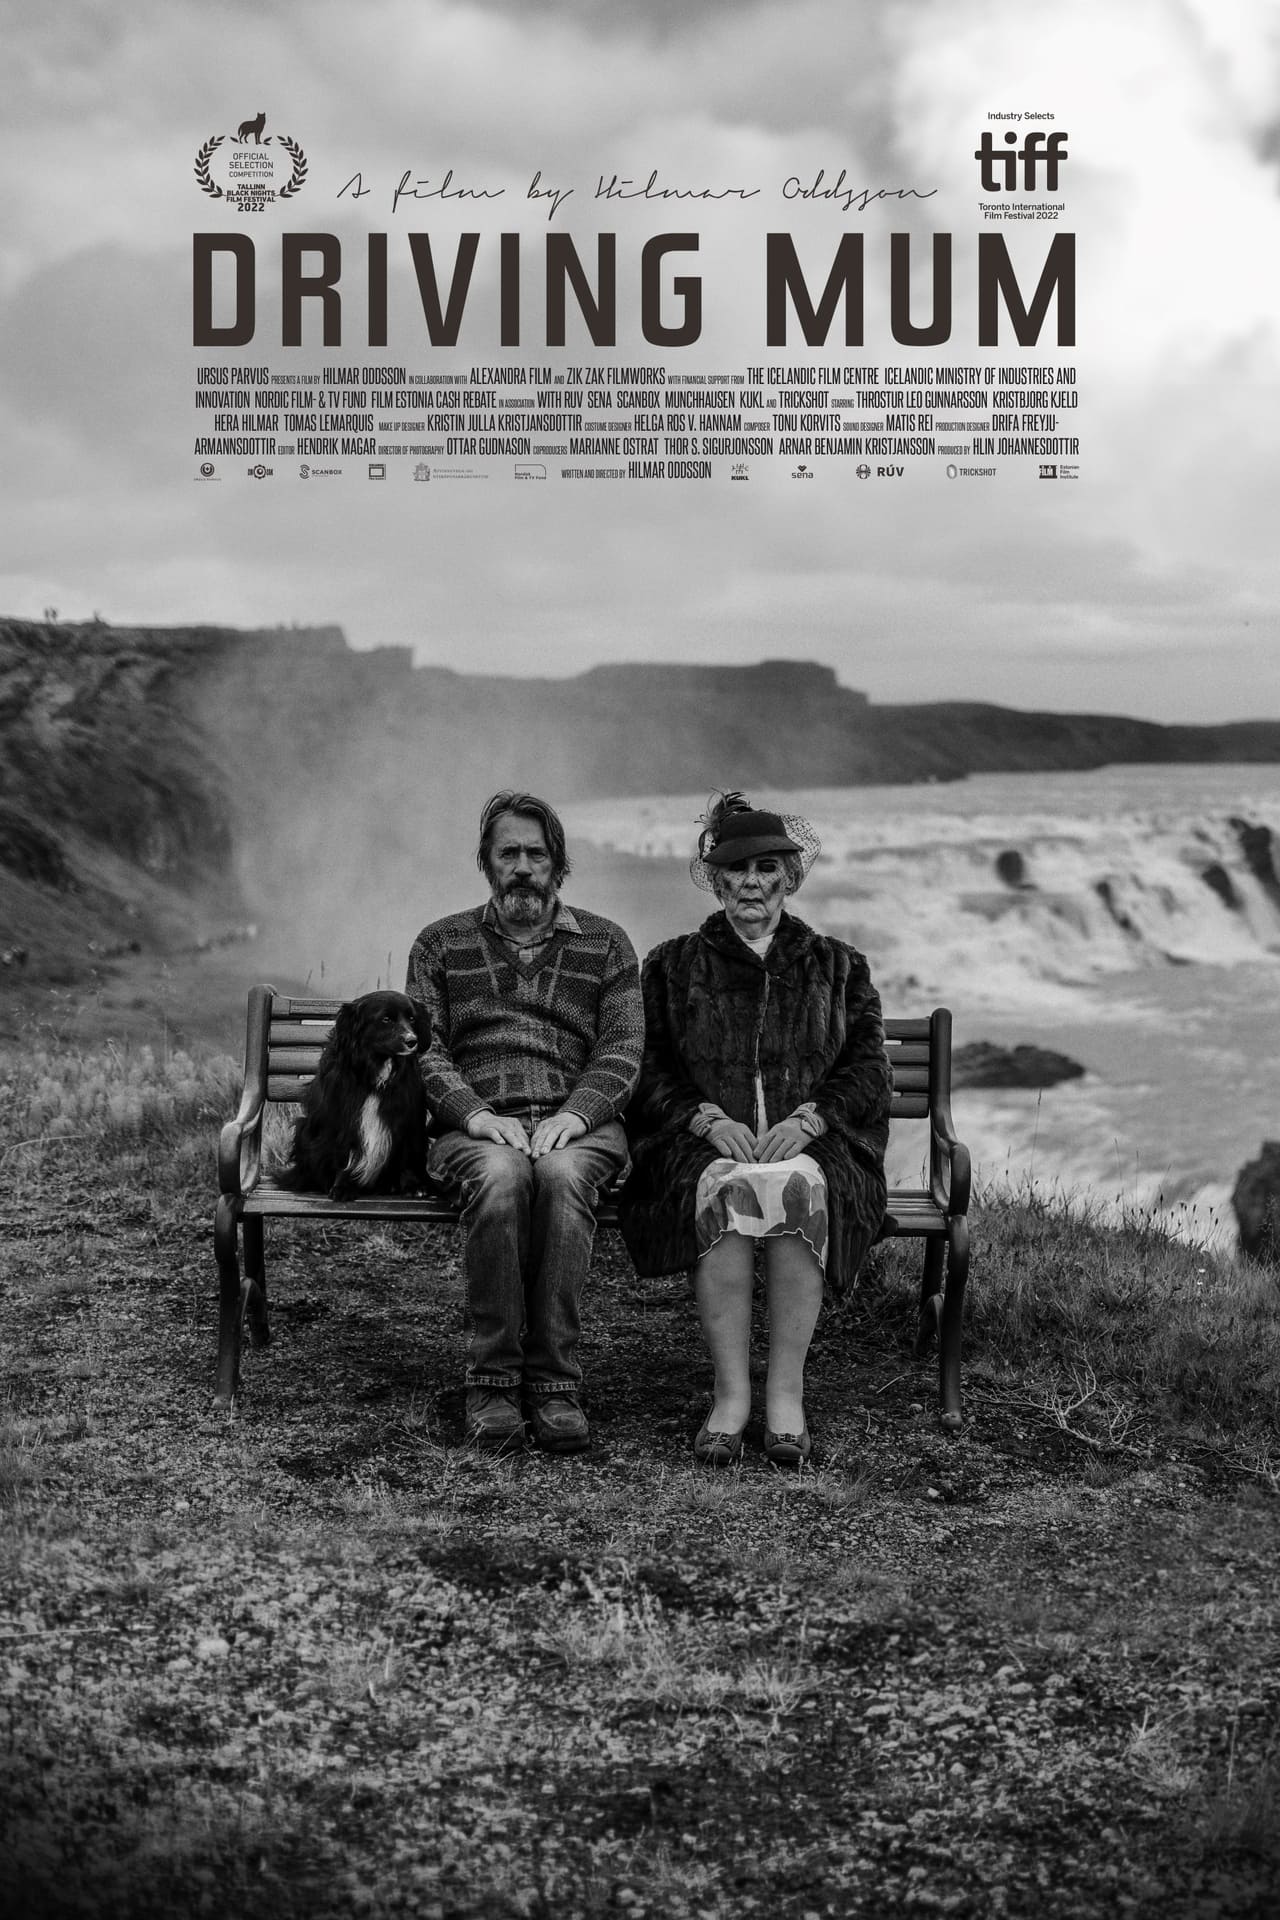 Industry Selects
OFFICIAL
SELECTION
COMPETITION
TALLINN
BLACK NIGHTS
FILM FESTIVAL
2022
tiff
Toronto International
Film Festival 2022
A film by Hilmar Oddsson
DRIVING MUM
URSUS PARVUS PRESENTS A FILM BY HILMAR ODDSSON IN COLLABORATION WITH ALEXANDRA FILM AND ZIK ZAK FILMWORKS WITH FINANCIAL SUPPORT FROM THE ICELANDIC FILM CENTRE ICELANDIC MINISTRY OF INDUSTRIES AND
INNOVATION NORDIC FILM- & TV FUND FILM ESTONIA CASH REBATE IN ASSOCIATION WITH RUV SENA SCANBOX MUNCHHAUSEN KUKL AND TRICKSHOT STARRING THROSTUR LEO GUNNARSSON KRISTBJORG KJELD
HERA HILMAR TOMAS LEMARQUIS MAKE UP DESIGNER KRISTIN JULLA KRISTJANSDOTTIR COSTUME DESIGNER HELGA ROS V. HANNAM COMPOSER TONU KORVITS SOUND DESIGNER MATIS REI PRODUCTION DESIGNER DRIFA FREYJU-
ARMANNSDOTTIR EDITOR HENDRIK MAGAR DIRECTOR OF PHOTOGRAPHY OTTAR GUDNASON COPRODUCERS MARIANNE OSTRAT THOR S. SIGURJONSSON ARNAR BENJAMIN KRISTJANSSON PRODUCED BY HLIN JOHANNESDOTTIR
SCANBOX WRITTEN AND DIRECTED BY HILMAR ODDSSON KUKL sena RÚV TRICKSHOT
Nordisk
Film & TV Fond
Estonian
Film
Institute